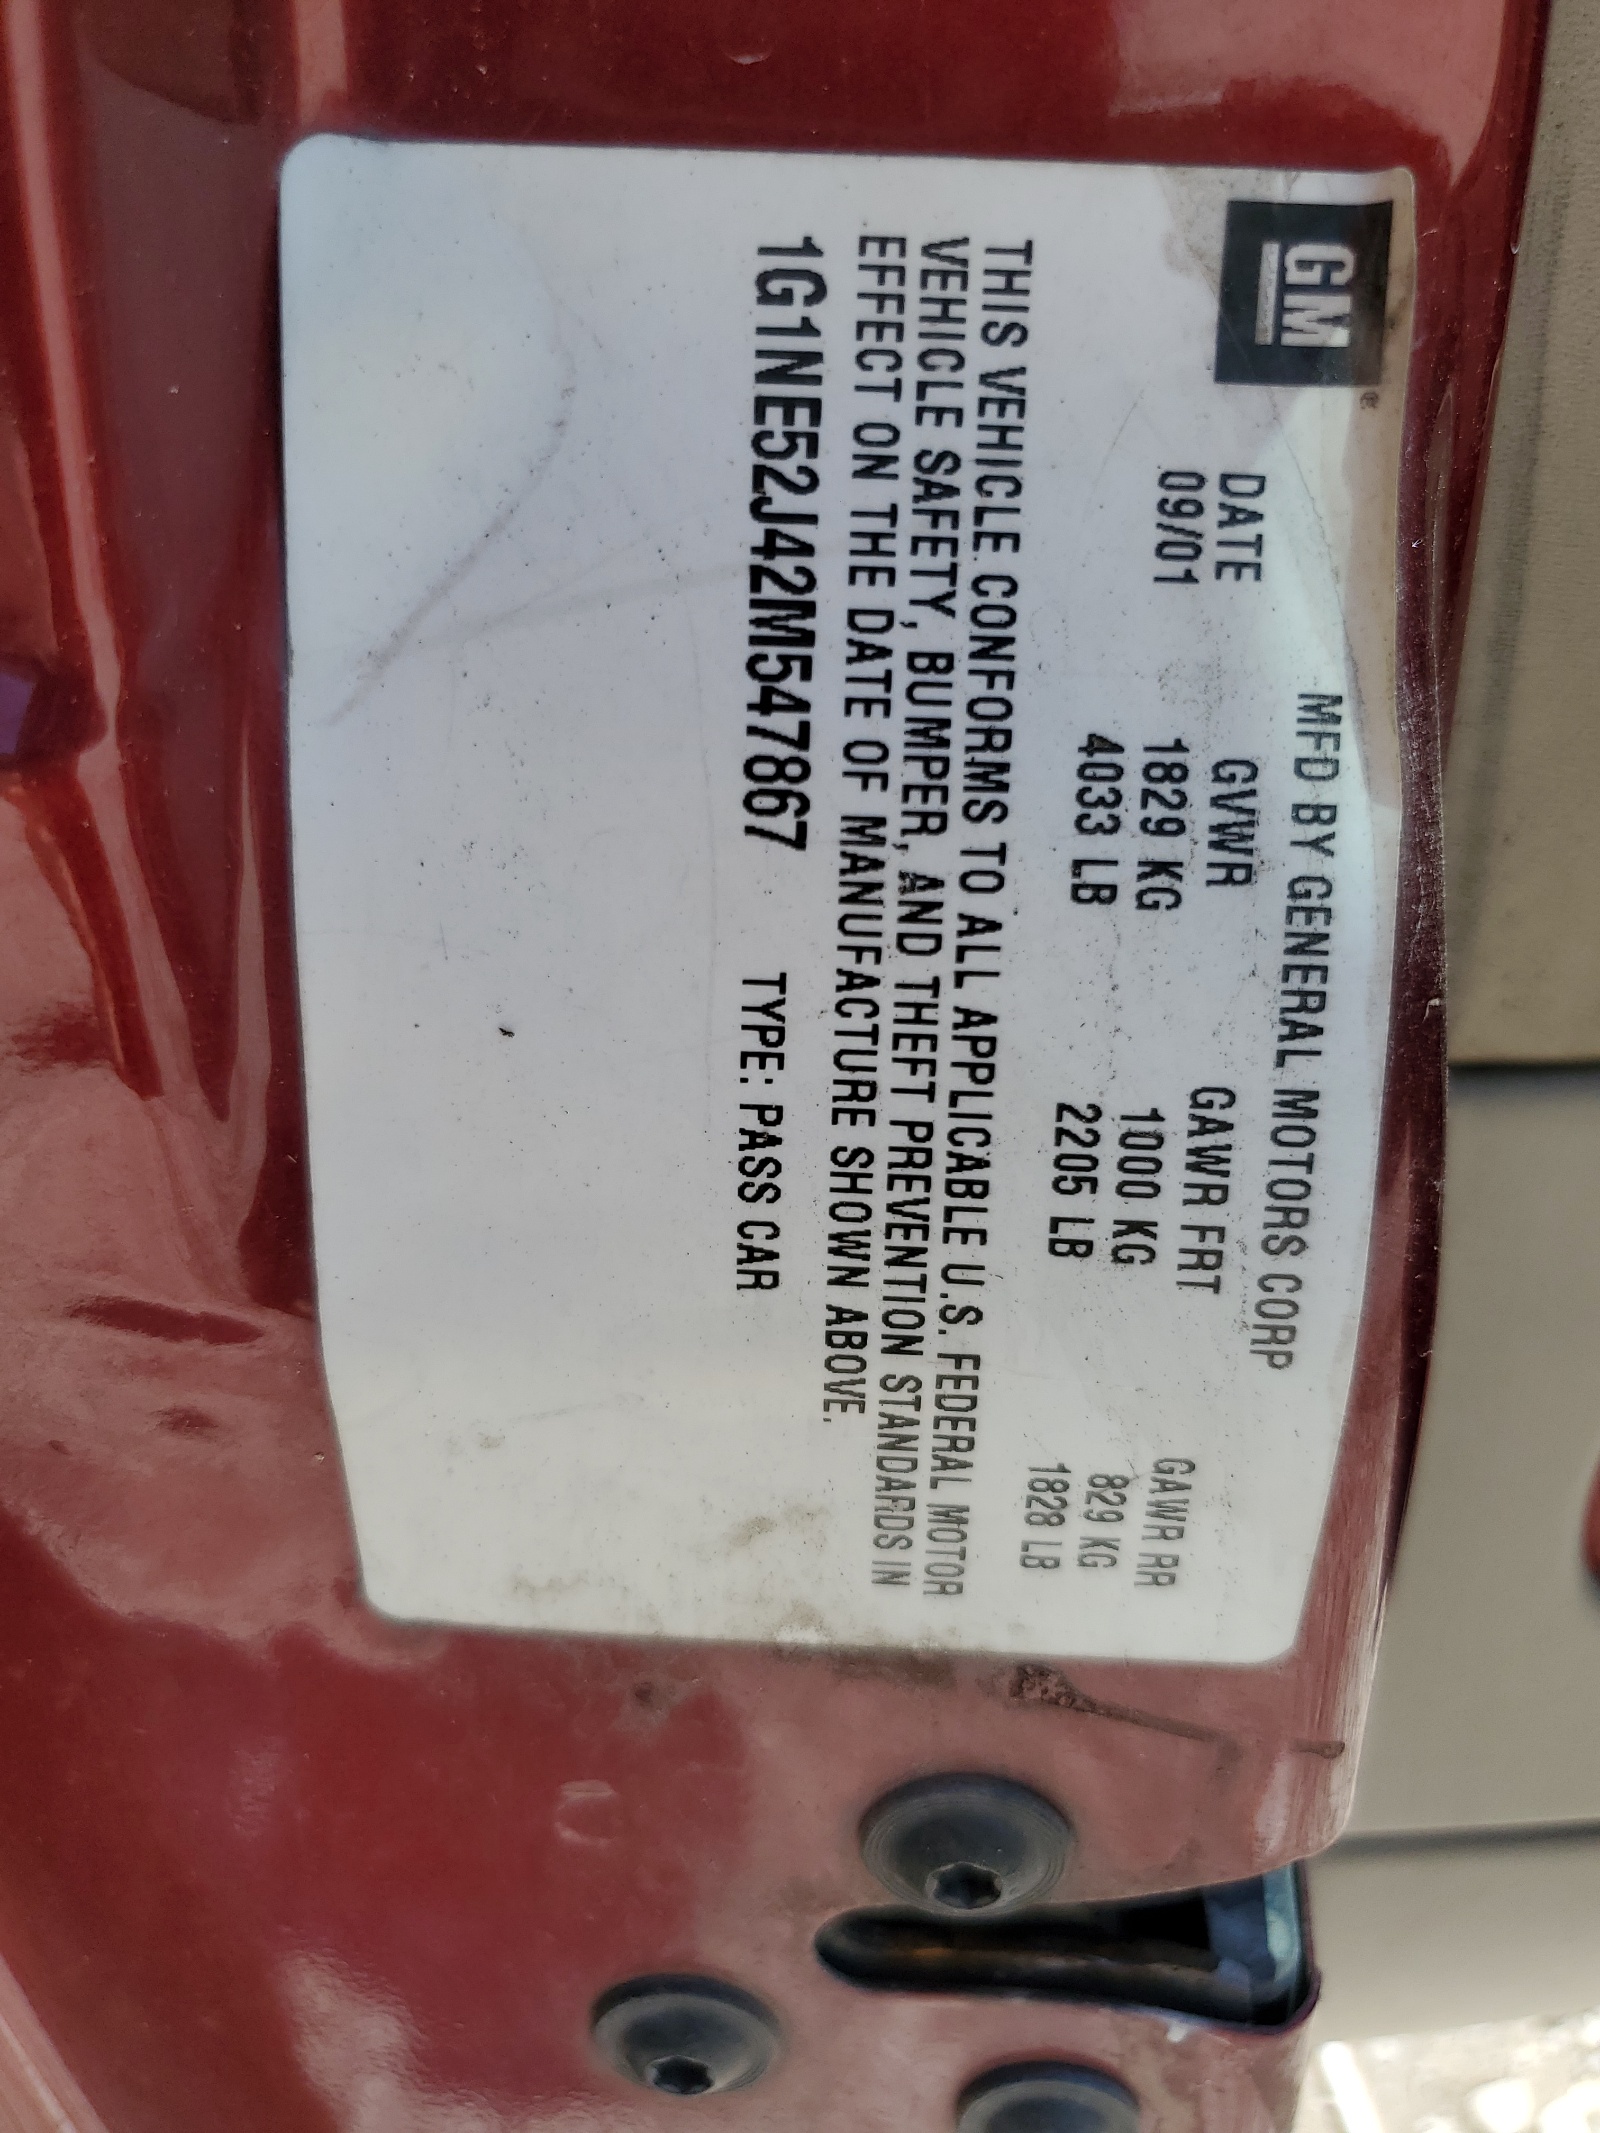 GM
®
MFD BY GENERAL MOTORS CORP
DATE GVWR GAWR FRT GAWR RR
09/01 1829 KG 1000 KG 829 KG
4033 LB 2205 LB 1828 LB
THIS VEHICLE CONFORMS TO ALL APPLICABLE U.S. FEDERAL MOTOR
VEHICLE SAFETY, BUMPER, AND THEFT PREVENTION STANDARDS IN
EFFECT ON THE DATE OF MANUFACTURE SHOWN ABOVE.
1G1NE52J42M547867 TYPE: PASS CAR